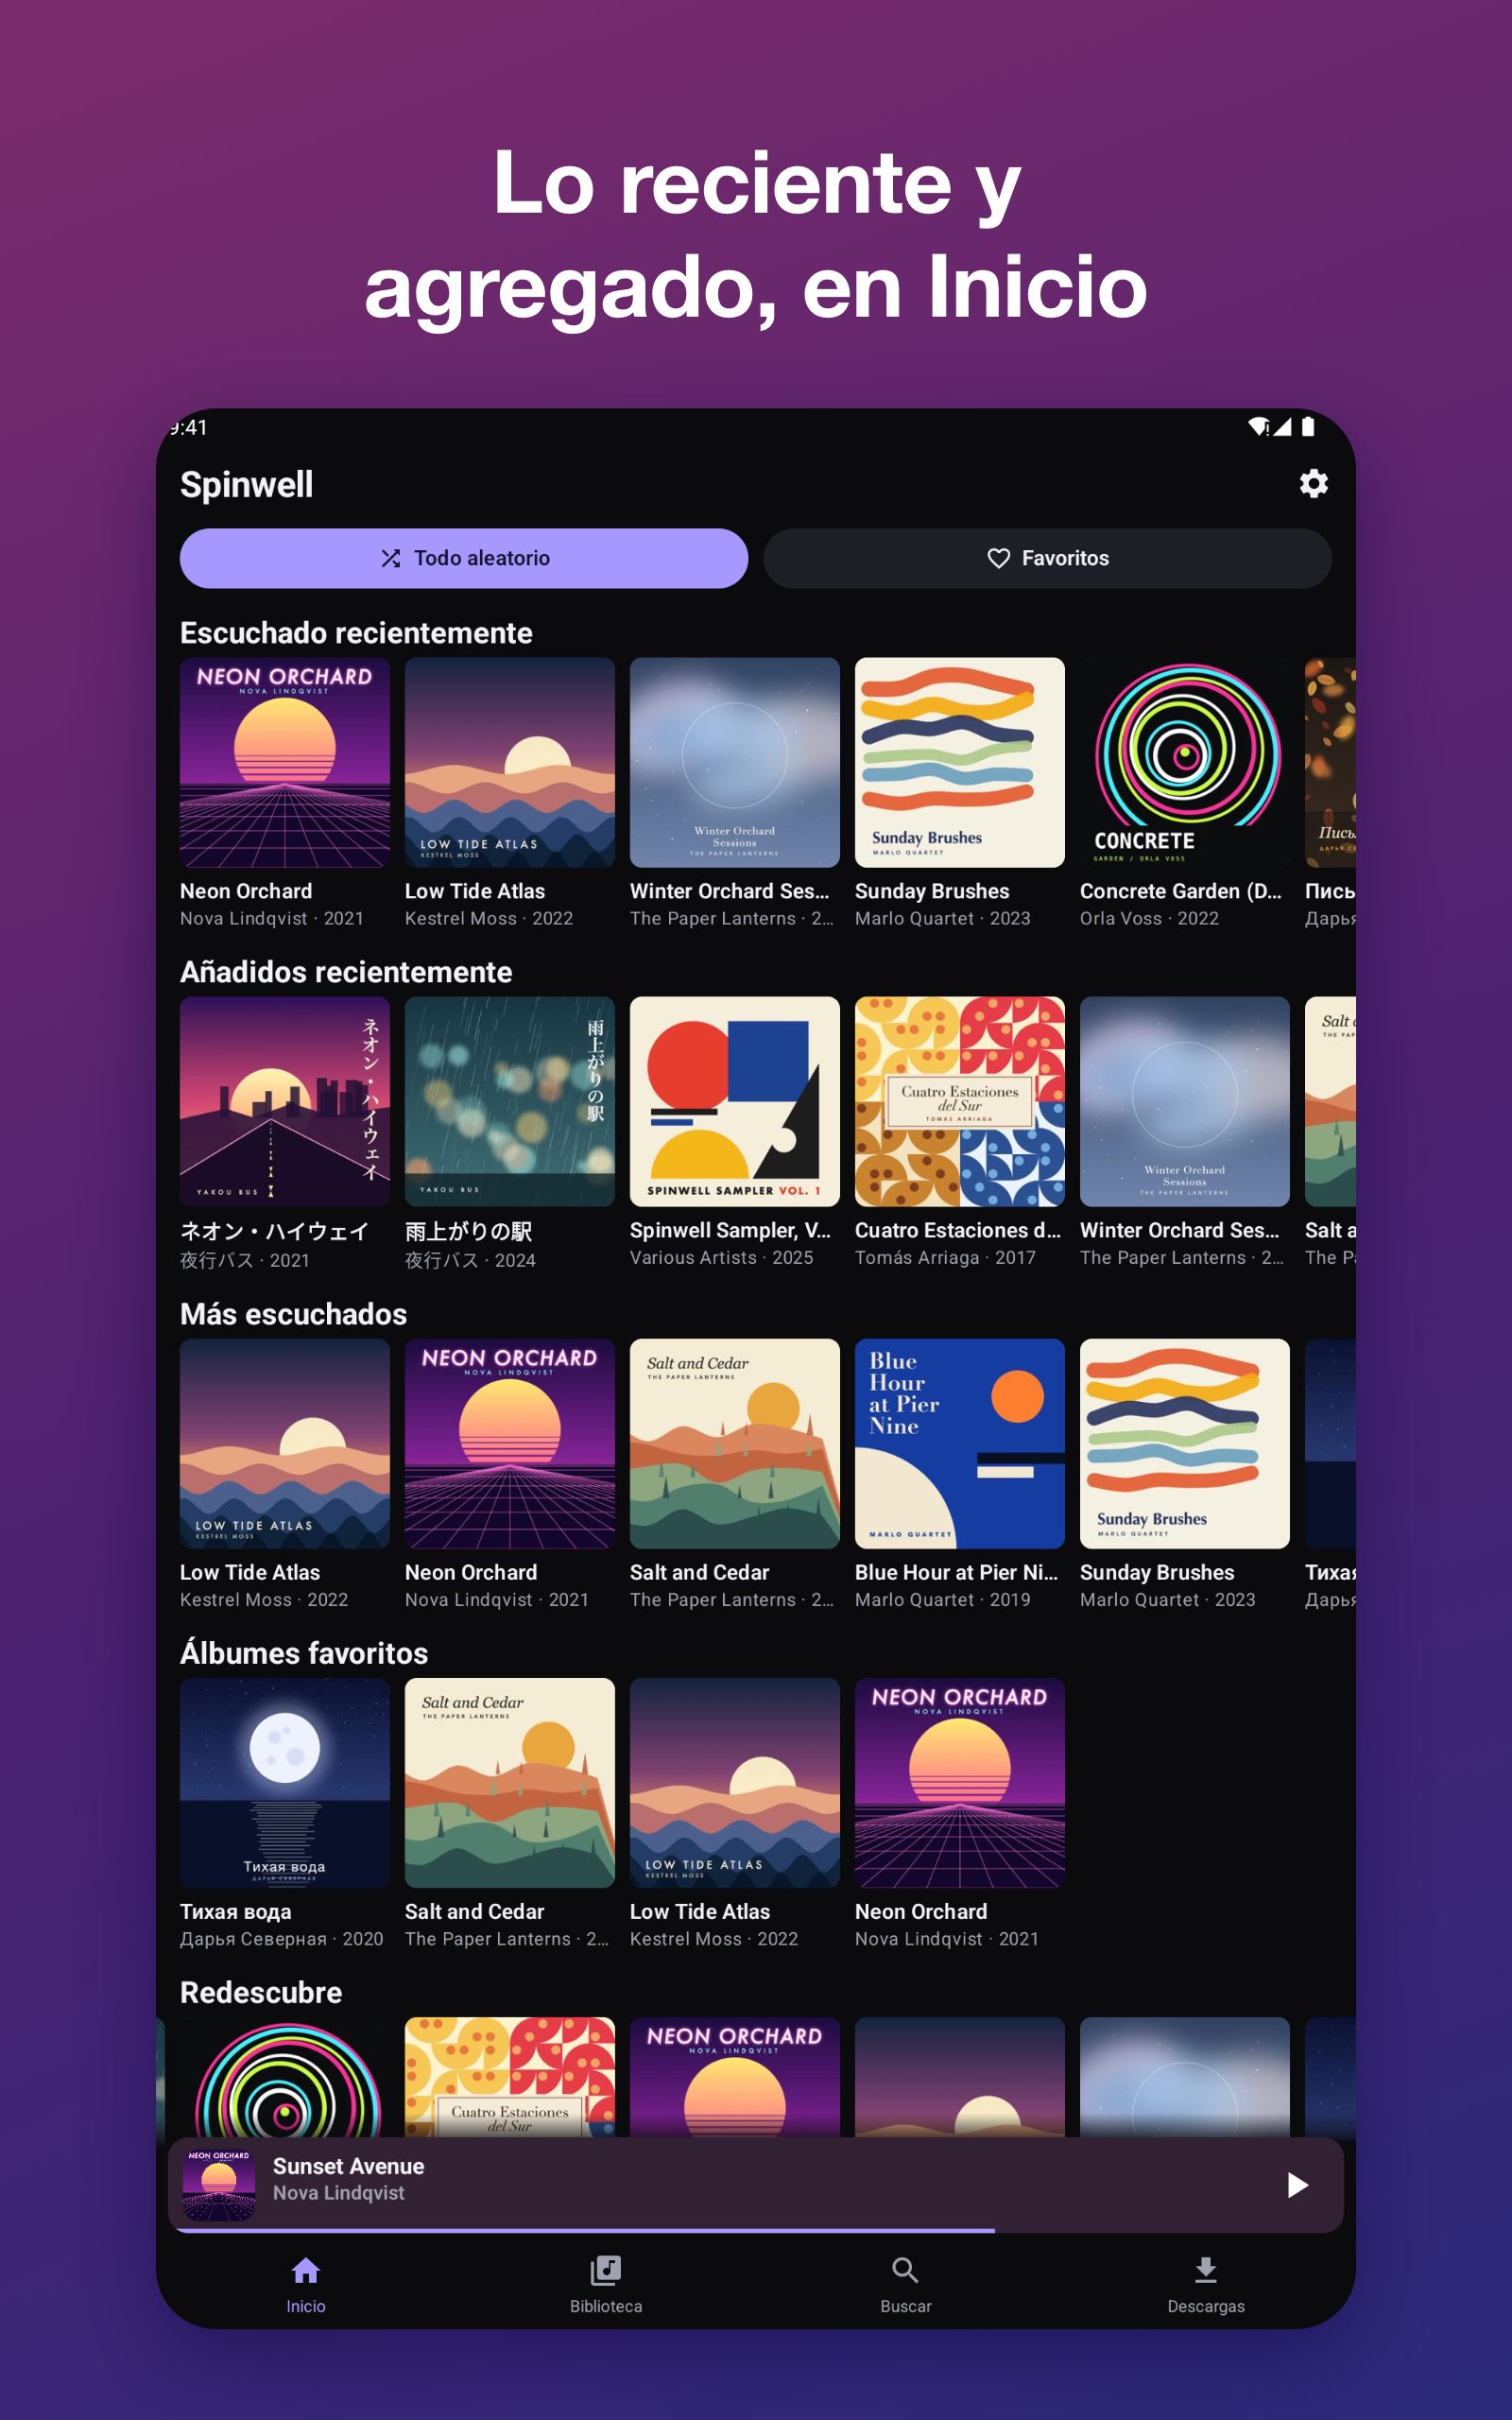 Lo reciente y
agregado, en Inicio
9:41
Spinwell
Todo aleatorio
Favoritos
Escuchado recientemente
NEON ORCHARD
NOVA LINDQVIST
LOW TIDE ATLAS
KESTREL MOSS
Winter Orchard
Sessions
THE PAPER LANTERNS
Sunday Brushes
MARLO QUARTET
CONCRETE
GARDEN / ORLA VOSS
Neon Orchard
Nova Lindqvist · 2021
Low Tide Atlas
Kestrel Moss · 2022
Winter Orchard Ses...
The Paper Lanterns · 2...
Sunday Brushes
Marlo Quartet · 2023
Concrete Garden (D...
Orla Voss · 2022
Añadidos recientemente
ネオン・ハイウェイ
YAKOU BUS
雨上がりの駅
YAKOU BUS
SPINWELL SAMPLER VOL. 1
Cuatro Estaciones
del Sur
TOMÁS ARRIAGA
Winter Orchard
Sessions
THE PAPER LANTERNS
ネオン・ハイウェイ
夜行バス · 2021
雨上がりの駅
夜行バス · 2024
Spinwell Sampler, V...
Various Artists · 2025
Cuatro Estaciones d...
Tomás Arriaga · 2017
Winter Orchard Ses...
The Paper Lanterns · 2...
Más escuchados
LOW TIDE ATLAS
KESTREL MOSS
NEON ORCHARD
NOVA LINDQVIST
Salt and Cedar
THE PAPER LANTERNS
Blue
Hour
at Pier
Nine
MARLO QUARTET
Sunday Brushes
MARLO QUARTET
Low Tide Atlas
Kestrel Moss · 2022
Neon Orchard
Nova Lindqvist · 2021
Salt and Cedar
The Paper Lanterns · 2...
Blue Hour at Pier Ni...
Marlo Quartet · 2019
Sunday Brushes
Marlo Quartet · 2023
Álbumes favoritos
Тихая вода
ДАРЬЯ СЕВЕРНАЯ
Salt and Cedar
THE PAPER LANTERNS
LOW TIDE ATLAS
KESTREL MOSS
NEON ORCHARD
NOVA LINDQVIST
Тихая вода
Дарья Северная · 2020
Salt and Cedar
The Paper Lanterns · 2...
Low Tide Atlas
Kestrel Moss · 2022
Neon Orchard
Nova Lindqvist · 2021
Redescubre
Cuatro Estaciones
del Sur
NEON ORCHARD
NOVA LINDQVIST
NEON ORCHARD
Sunset Avenue
Nova Lindqvist
Inicio
Biblioteca
Buscar
Descargas